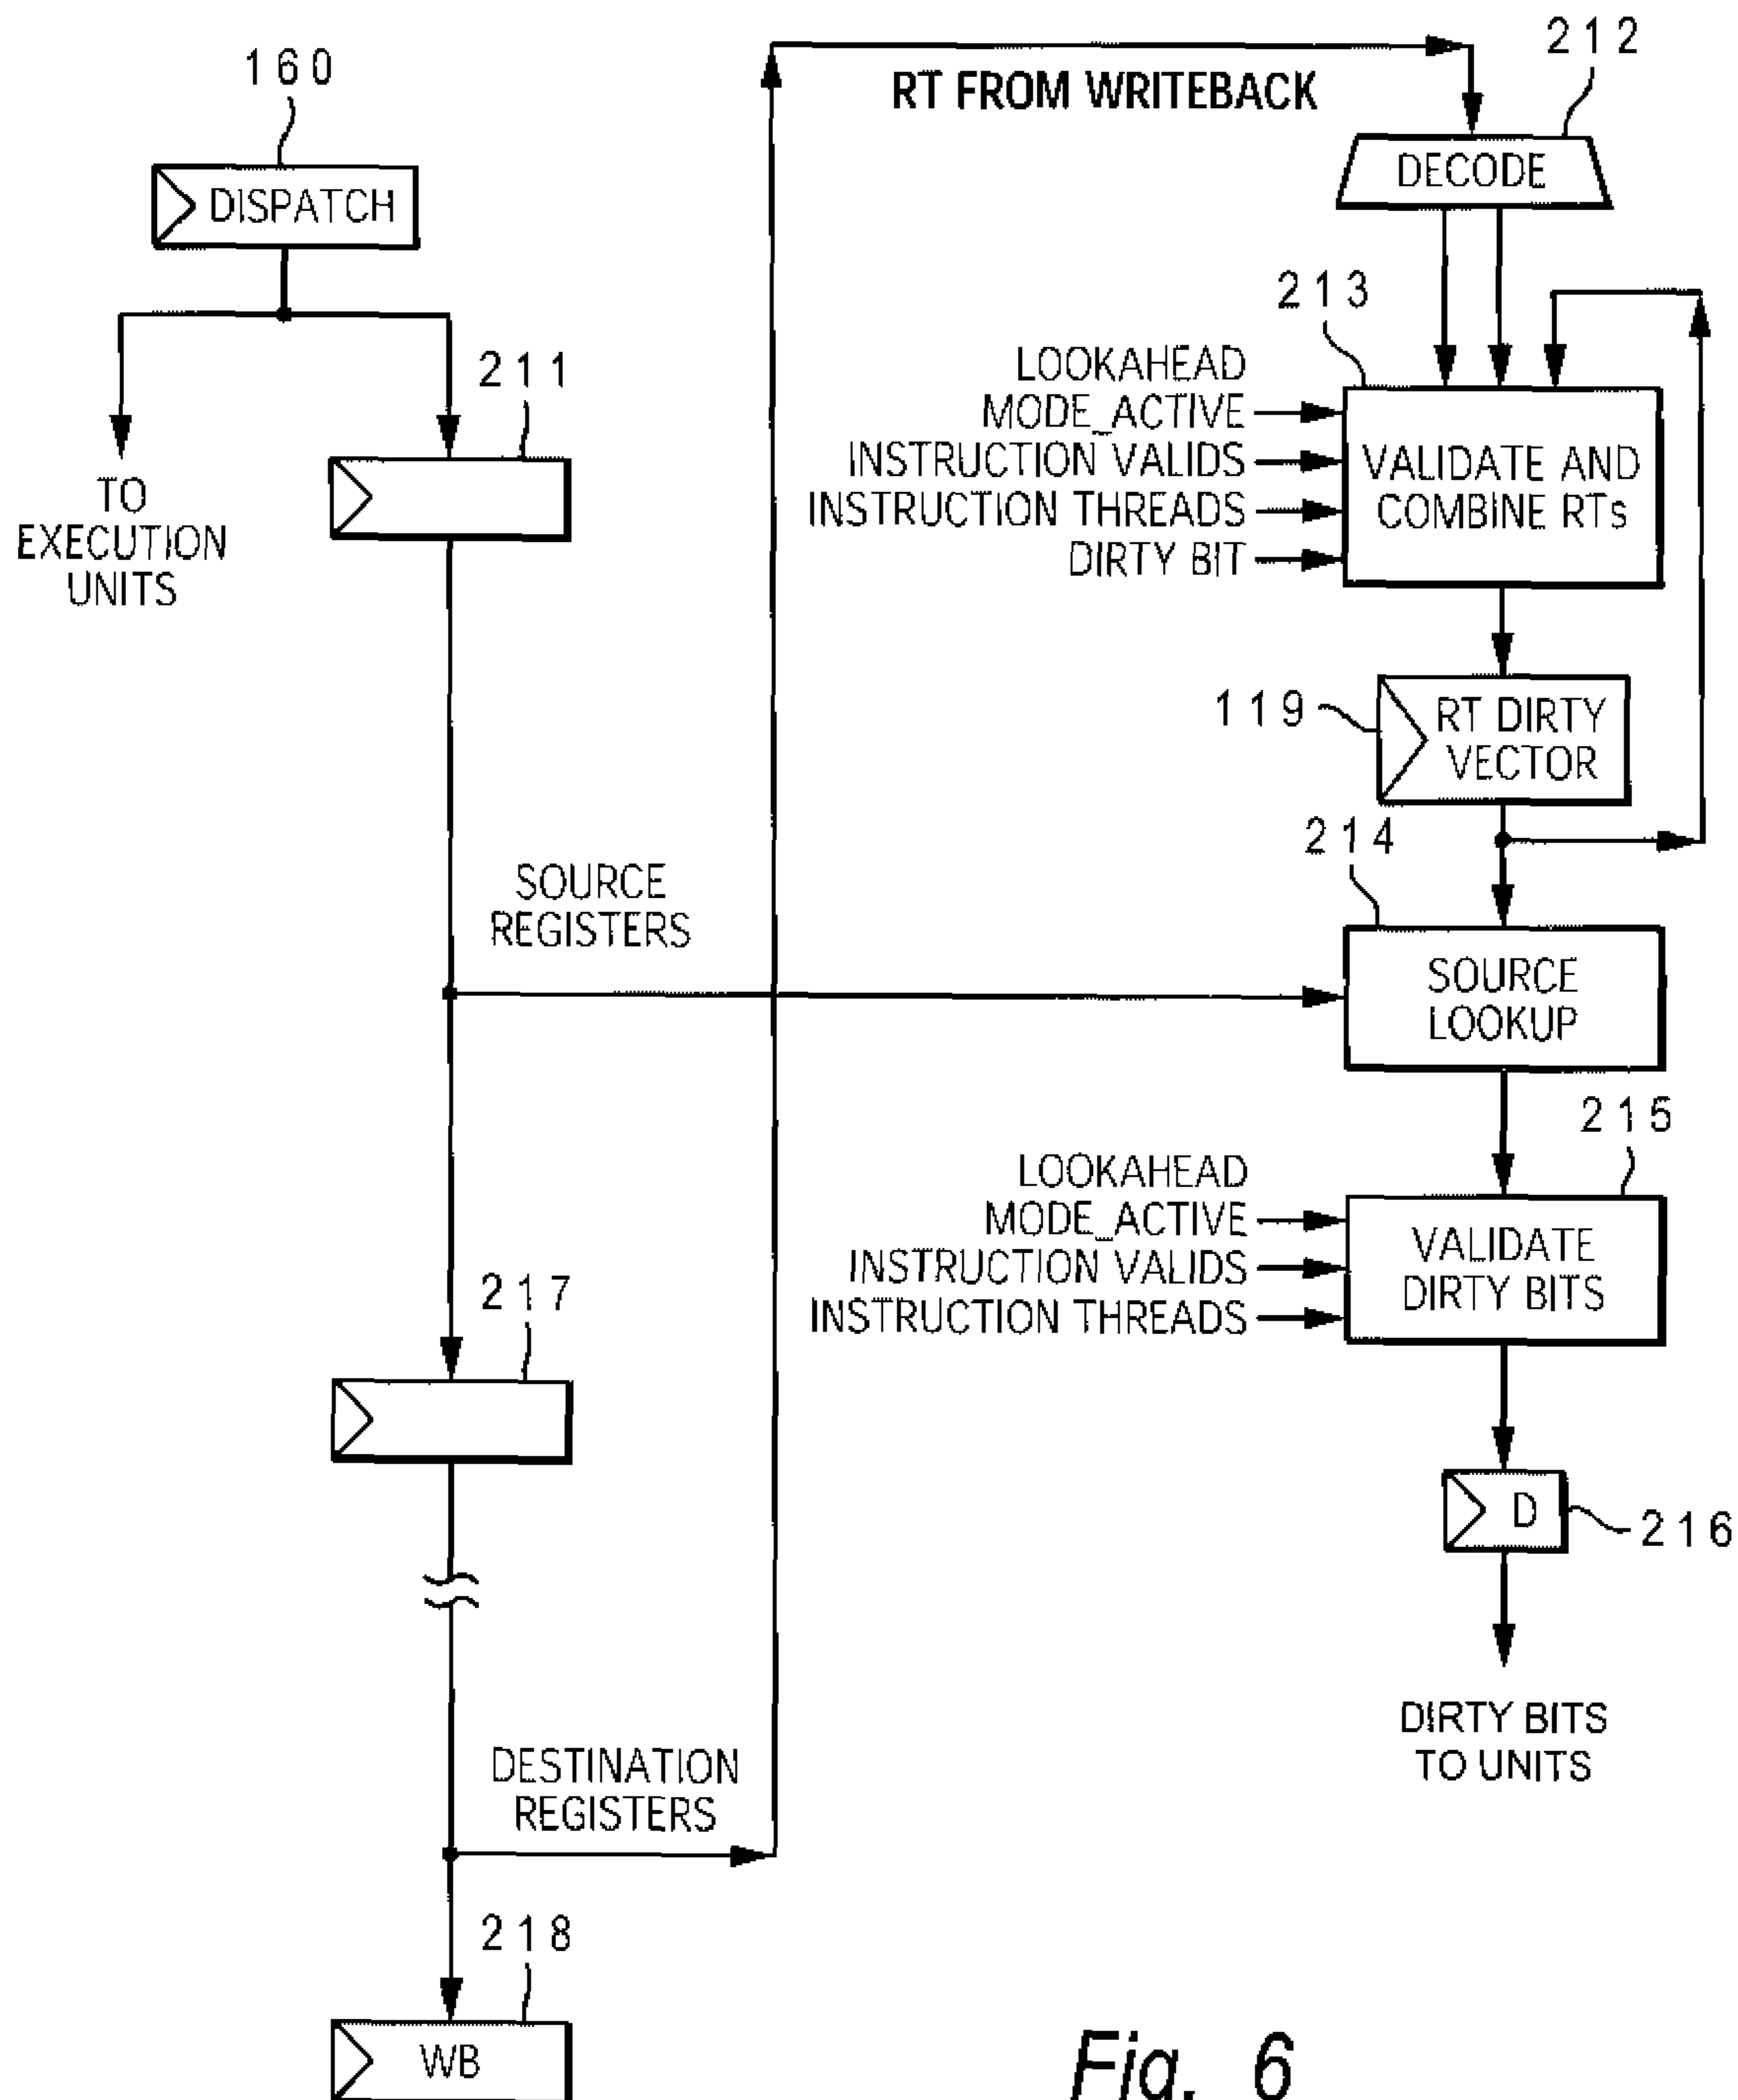 160
DISPATCH
TO
EXECUTION
UNITS
211
SOURCE
REGISTERS
217
DESTINATION
REGISTERS
218
WB
RT FROM WRITEBACK
212
DECODE
213
LOOKAHEAD
MODE_ACTIVE
INSTRUCTION VALIDS
INSTRUCTION THREADS
DIRTY BIT
VALIDATE AND
COMBINE RTs
119
RT DIRTY
VECTOR
214
SOURCE
LOOKUP
215
LOOKAHEAD
MODE_ACTIVE
INSTRUCTION VALIDS
INSTRUCTION THREADS
VALIDATE
DIRTY BITS
D
216
DIRTY BITS
TO UNITS
Fig. 6